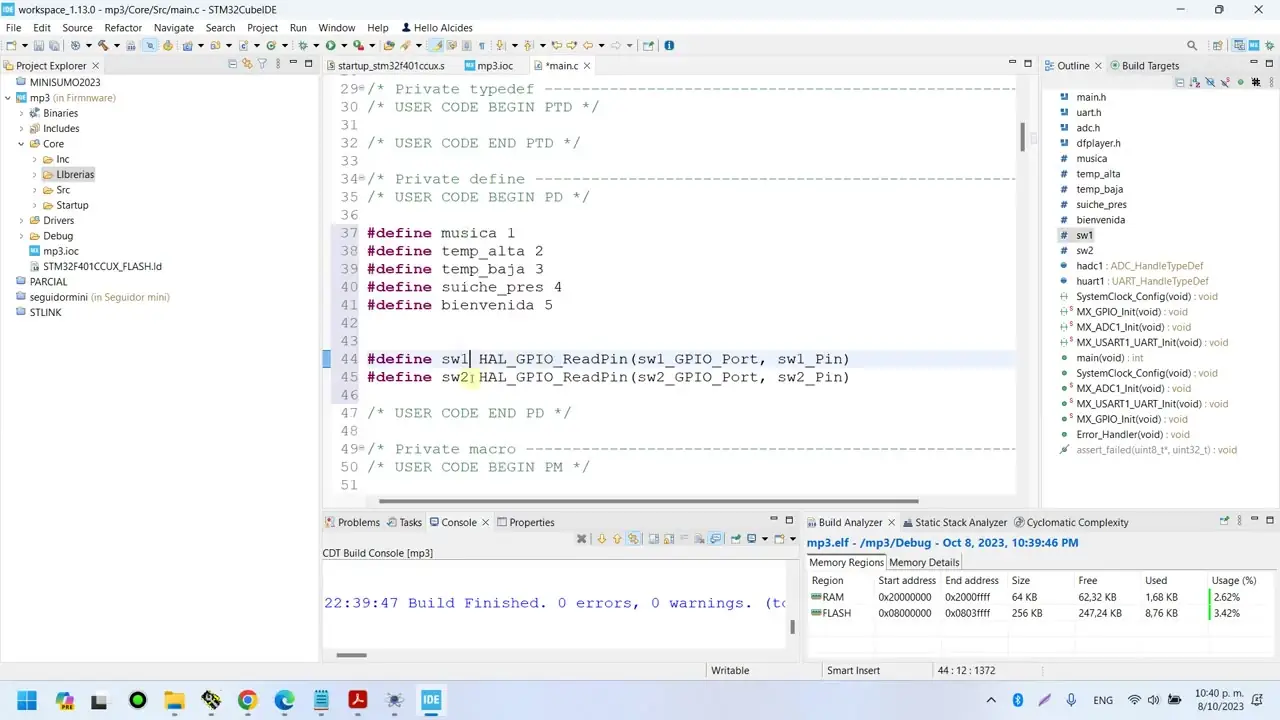 workspace_1.13.0 - mp3/Core/Src/main.c - STM32CubeIDE
File Edit Source Refactor Navigate Search Project Run Window Help Hello Alcides
Project Explorer
MINISUMO2023
mp3 (in Firmnware)
Binaries
Includes
Core
Inc
LIbrerias
Src
Startup
Drivers
Debug
mp3.ioc
STM32F401CCUX_FLASH.ld
PARCIAL
seguidormini (in Seguidor mini)
STLINK
startup_stm32f401ccux.s mp3.ioc *main.c
29 /* Private typedef -----------------------------------------------------------
30 /* USER CODE BEGIN PTD */
31
32 /* USER CODE END PTD */
33
34 /* Private define ------------------------------------------------------------
35 /* USER CODE BEGIN PD */
36
37 #define musica 1
38 #define temp_alta 2
39 #define temp_baja 3
40 #define suiche_pres 4
41 #define bienvenida 5
42
43
44 #define sw1 HAL_GPIO_ReadPin(sw1_GPIO_Port, sw1_Pin)
45 #define sw2 HAL_GPIO_ReadPin(sw2_GPIO_Port, sw2_Pin)
46
47 /* USER CODE END PD */
48
49 /* Private macro -------------------------------------------------------------
50 /* USER CODE BEGIN PM */
51
Outline Build Targets
main.h
uart.h
adc.h
dfplayer.h
musica
temp_alta
temp_baja
suiche_pres
bienvenida
sw1
sw2
hadc1 : ADC_HandleTypeDef
huart1 : UART_HandleTypeDef
SystemClock_Config(void) : void
MX_GPIO_Init(void) : void
MX_ADC1_Init(void) : void
MX_USART1_UART_Init(void) : void
main(void) : int
SystemClock_Config(void) : void
MX_ADC1_Init(void) : void
MX_USART1_UART_Init(void) : void
MX_GPIO_Init(void) : void
Error_Handler(void) : void
assert_failed(uint8_t*, uint32_t) : void
Problems Tasks Console Properties
CDT Build Console [mp3]
22:39:47 Build Finished. 0 errors, 0 warnings. (to
Build Analyzer Static Stack Analyzer Cyclomatic Complexity
mp3.elf - /mp3/Debug - Oct 8, 2023, 10:39:46 PM
Memory Regions Memory Details
Region Start address End address Size Free Used Usage (%)
RAM 0x20000000 0x2000ffff 64 KB 62,32 KB 1,68 KB 2.62%
FLASH 0x08000000 0x0803ffff 256 KB 247,24 KB 8,76 KB 3.42%
Writable Smart Insert 44 : 12 : 1372
IDE
ENG
10:40 p. m.
8/10/2023